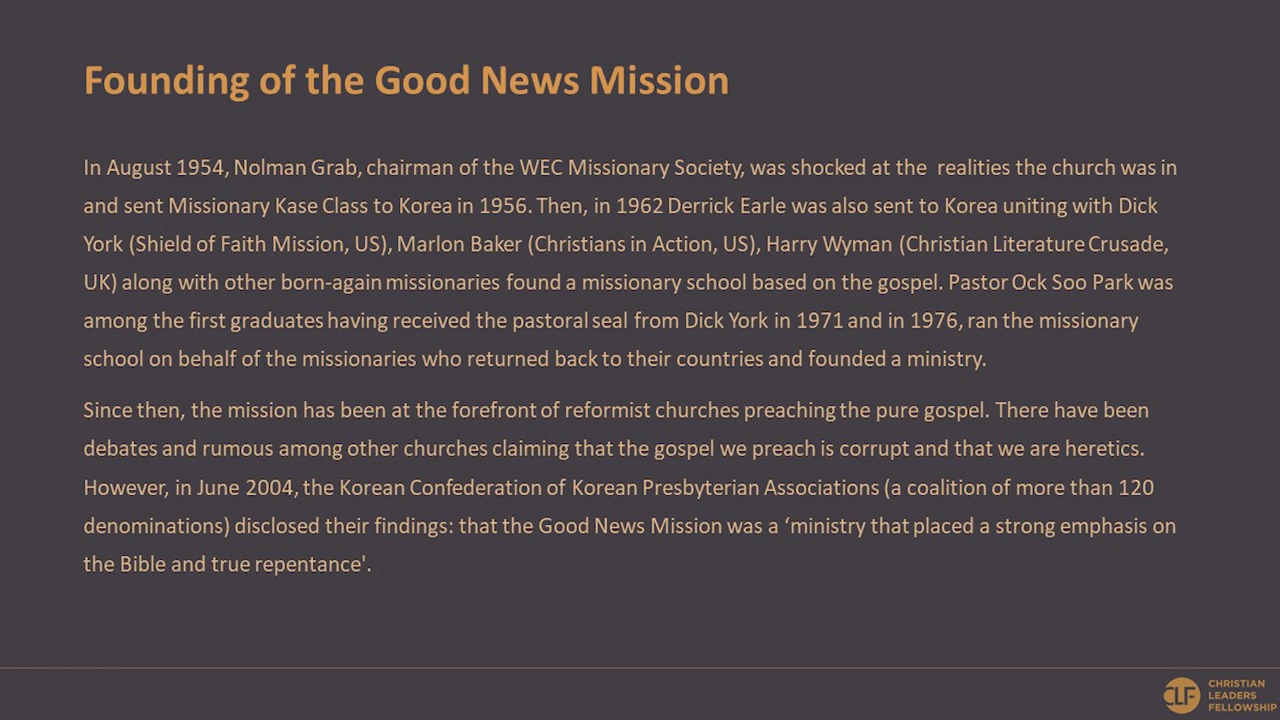 Founding of the Good News Mission
In August 1954, Nolman Grab, chairman of the WEC Missionary Society, was shocked at the realities the church was in
and sent Missionary Kase Class to Korea in 1956. Then, in 1962 Derrick Earle was also sent to Korea uniting with Dick
York (Shield of Faith Mission, US), Marlon Baker (Christians in Action, US), Harry Wyman (Christian Literature Crusade,
UK) along with other born-again missionaries found a missionary school based on the gospel. Pastor Ock Soo Park was
among the first graduates having received the pastoral seal from Dick York in 1971 and in 1976, ran the missionary
school on behalf of the missionaries who returned back to their countries and founded a ministry.
Since then, the mission has been at the forefront of reformist churches preaching the pure gospel. There have been
debates and rumous among other churches claiming that the gospel we preach is corrupt and that we are heretics.
However, in June 2004, the Korean Confederation of Korean Presbyterian Associations (a coalition of more than 120
denominations) disclosed their findings: that the Good News Mission was a ‘ministry that placed a strong emphasis on
the Bible and true repentance'.
CLF
CHRISTIAN
LEADERS
FELLOWSHIP